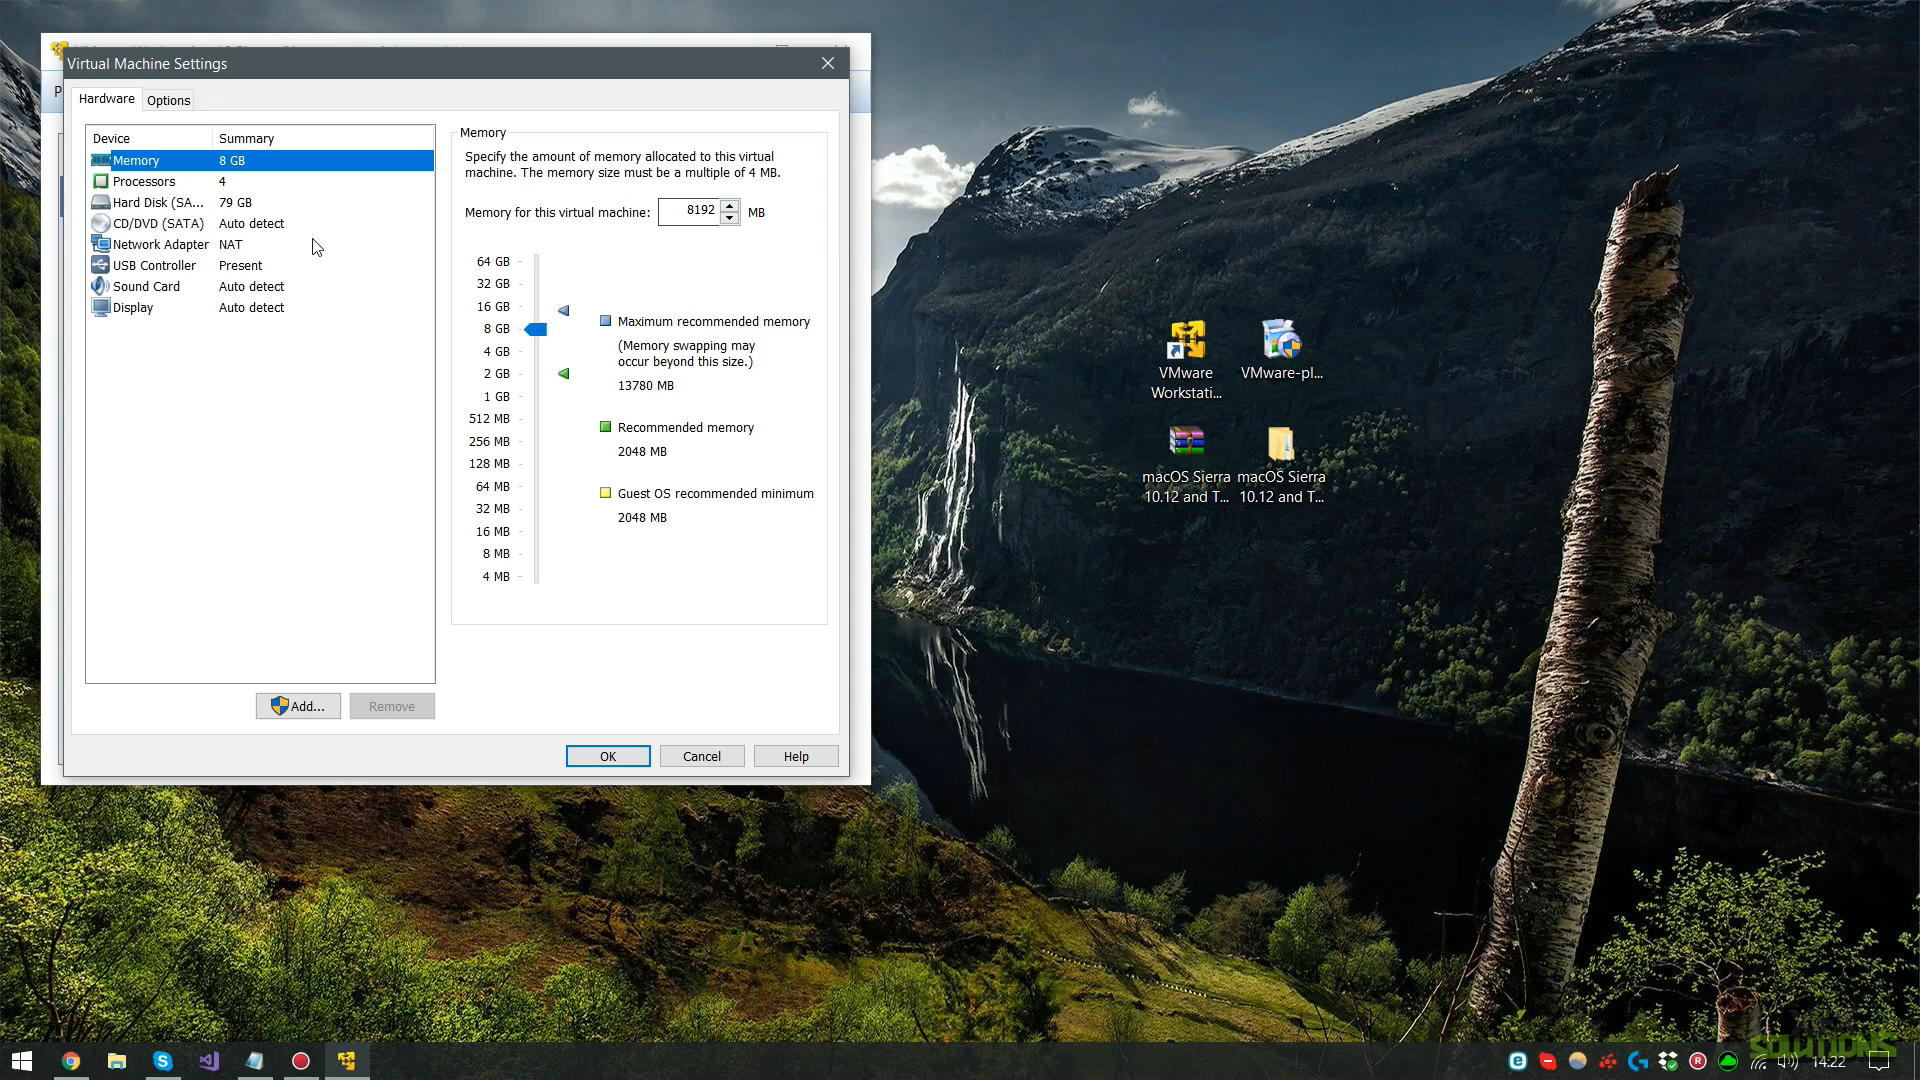 Virtual Machine Settings
Hardware
Options
Device
Summary
Memory
8 GB
Processors
4
Hard Disk (SA...
79 GB
CD/DVD (SATA)
Auto detect
Network Adapter
NAT
USB Controller
Present
Sound Card
Auto detect
Display
Auto detect
Add...
Remove
Memory
Specify the amount of memory allocated to this virtual
machine. The memory size must be a multiple of 4 MB.
Memory for this virtual machine:
8192
MB
64 GB
32 GB
16 GB
8 GB
4 GB
2 GB
1 GB
512 MB
256 MB
128 MB
64 MB
32 MB
16 MB
8 MB
4 MB
Maximum recommended memory
(Memory swapping may
occur beyond this size.)
13780 MB
Recommended memory
2048 MB
Guest OS recommended minimum
2048 MB
OK
Cancel
Help
P
VMware
Workstati...
VMware-pl...
macOS Sierra
10.12 and T...
macOS Sierra
10.12 and T...
SOLUTIONS
14:22